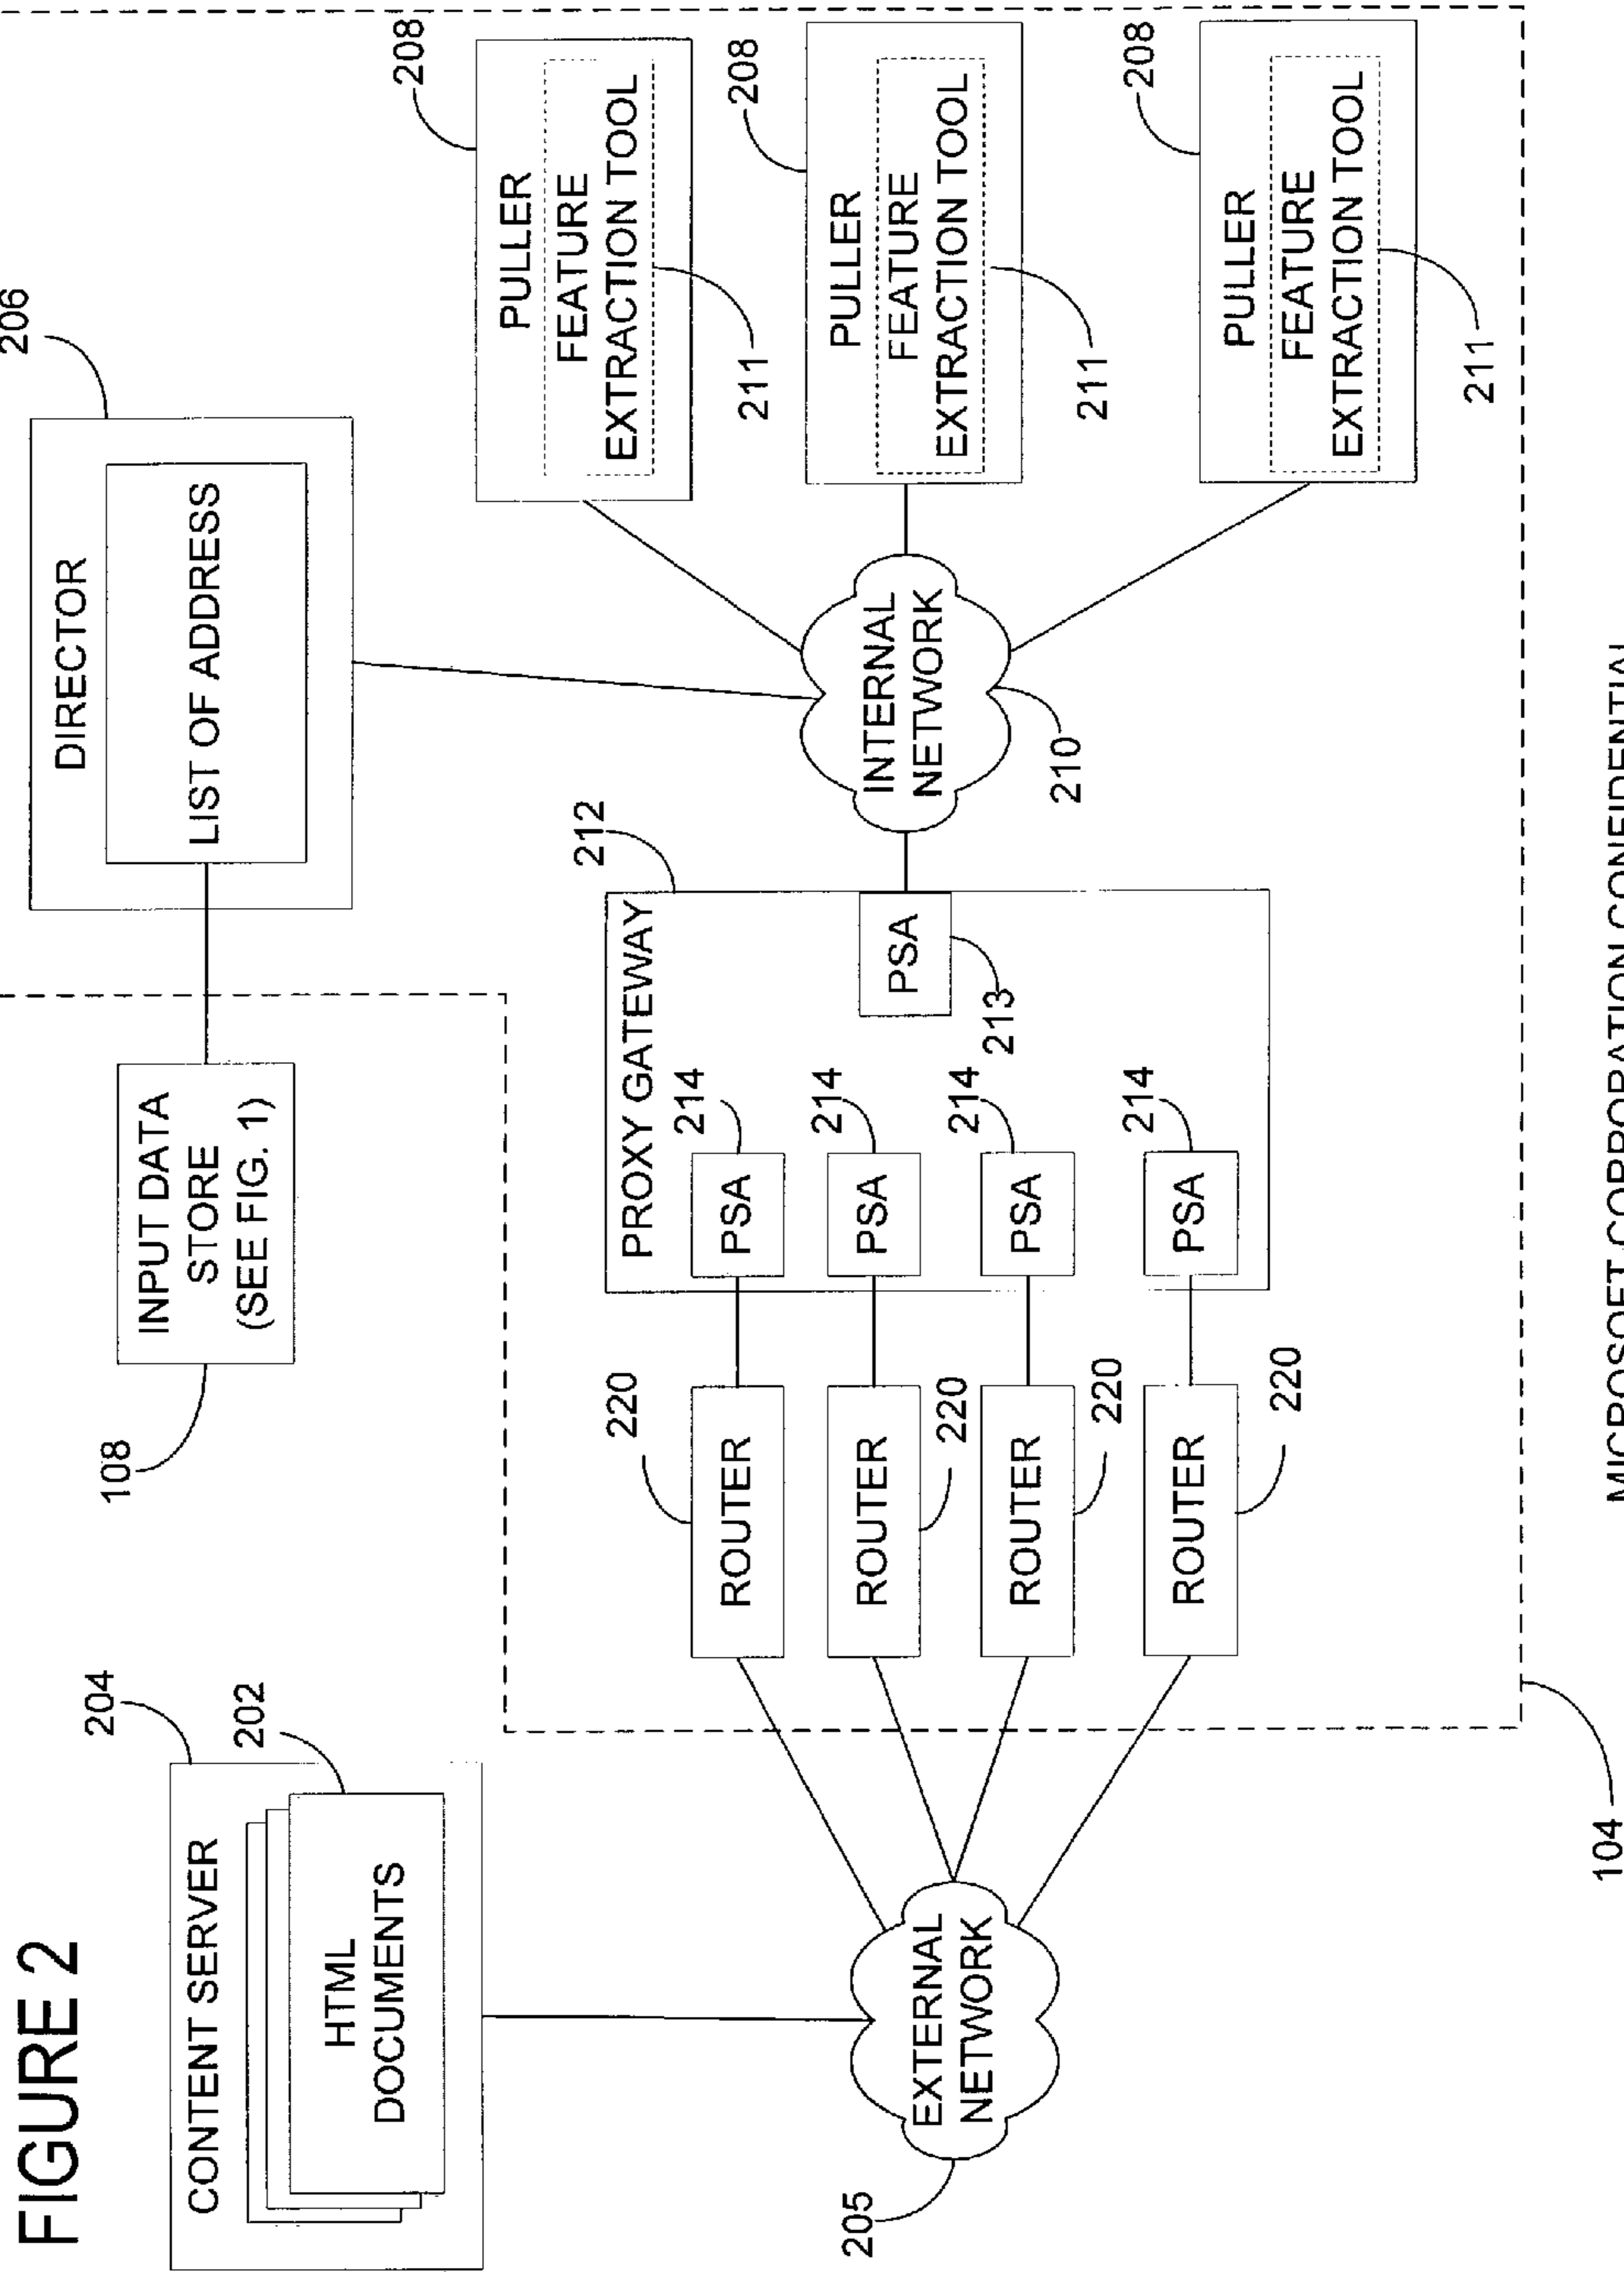 FIGURE 2
204
CONTENT SERVER
202
HTML
DOCUMENTS
205
EXTERNAL
NETWORK
108
INPUT DATA
STORE
(SEE FIG. 1)
206
DIRECTOR
LIST OF ADDRESS
220
ROUTER
220
ROUTER
220
ROUTER
220
ROUTER
212
PROXY GATEWAY
214
PSA
214
PSA
214
PSA
214
PSA
PSA
213
INTERNAL
NETWORK
210
208
PULLER
FEATURE
EXTRACTION TOOL
211
208
PULLER
FEATURE
EXTRACTION TOOL
211
208
PULLER
FEATURE
EXTRACTION TOOL
211
104
MICROSOFT CORPORATION CONFIDENTIAL